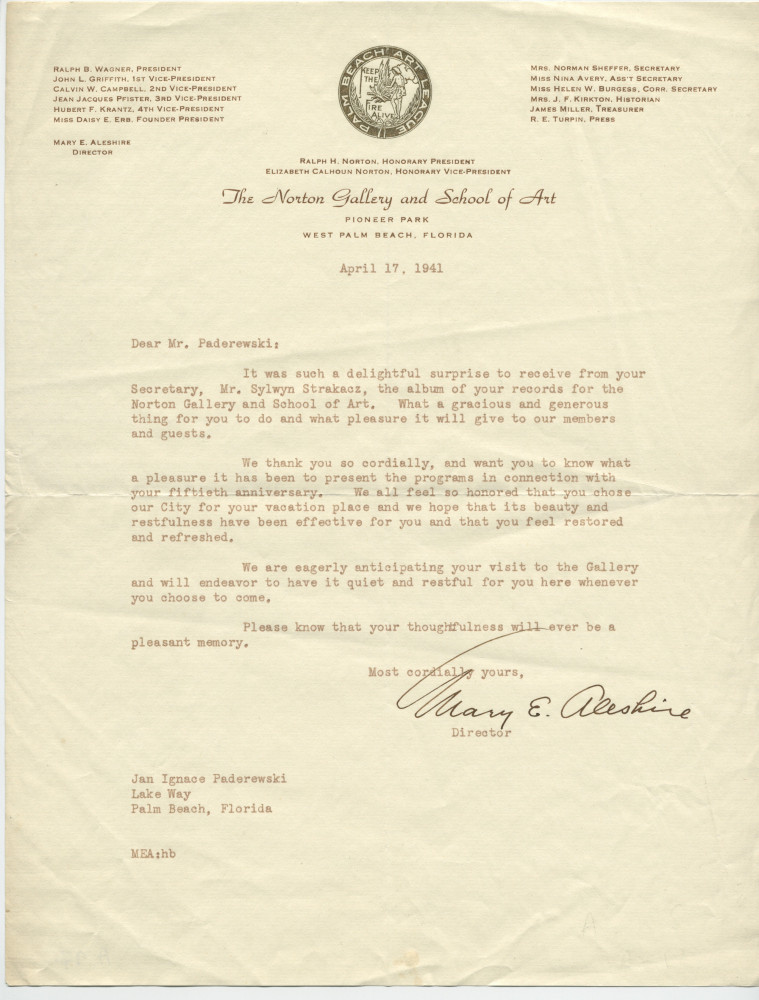 RALPH B. WAGNER, PRESIDENT
JOHN L. GRIFFITH, 1ST VICE-PRESIDENT
CALVIN W. CAMPBELL, 2ND VICE-PRESIDENT
JEAN JACQUES PFISTER, 3RD VICE-PRESIDENT
HUBERT F. KRANTZ, 4TH VICE-PRESIDENT
MISS DAISY E. ERB, FOUNDER PRESIDENT
MARY E. ALESHIRE
DIRECTOR
PALM BEACH ART LEAGUE
KEEP
THE
FIRE
ALIVE
MRS. NORMAN SHEFFER, SECRETARY
MISS NINA AVERY, ASS'T SECRETARY
MISS HELEN W. BURGESS, CORR. SECRETARY
MRS. J. F. KIRKTON, HISTORIAN
JAMES MILLER, TREASURER
R. E. TURPIN, PRESS
RALPH H. NORTON, HONORARY PRESIDENT
ELIZABETH CALHOUN NORTON, HONORARY VICE-PRESIDENT
The Norton Gallery and School of Art
PIONEER PARK
WEST PALM BEACH, FLORIDA
April 17, 1941
Dear Mr. Paderewski:
It was such a delightful surprise to receive from your
Secretary, Mr. Sylwyn Strakacz, the album of your records for the
Norton Gallery and School of Art. What a gracious and generous
thing for you to do and what pleasure it will give to our members
and guests.
We thank you so cordially, and want you to know what
a pleasure it has been to present the programs in connection with
your fiftieth anniversary. We all feel so honored that you chose
our City for your vacation place and we hope that its beauty and
restfulness have been effective for you and that you feel restored
and refreshed.
We are eagerly anticipating your visit to the Gallery
and will endeavor to have it quiet and restful for you here whenever
you choose to come.
Please know that your thoughtfulness will ever be a
pleasant memory.
Most cordially yours,
Mary E. Aleshire
Director
Jan Ignace Paderewski
Lake Way
Palm Beach, Florida
MEA:hb